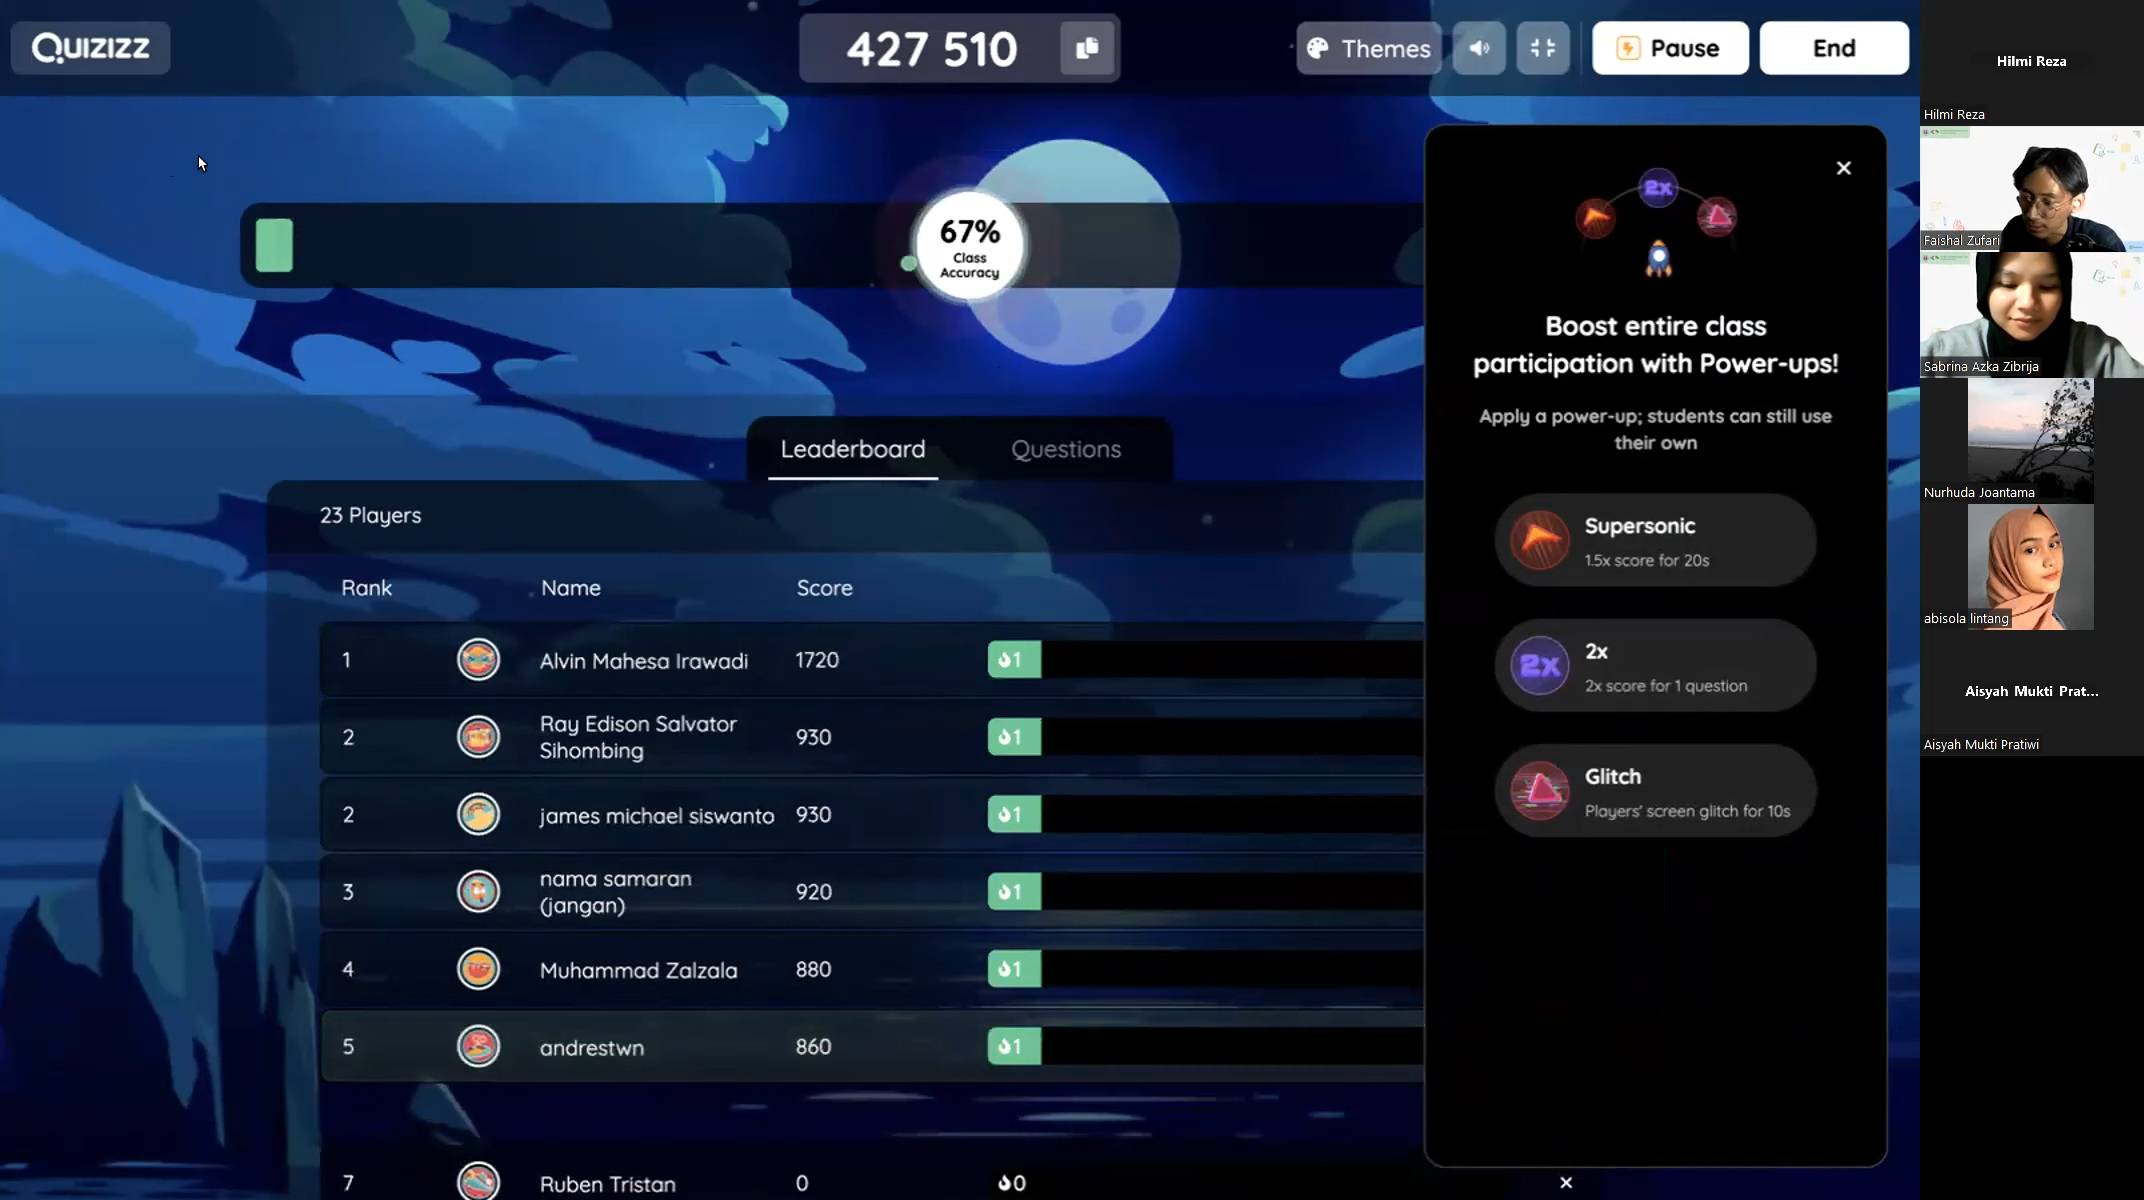 Quizizz
427 510
Themes
Pause
End
67%
Class
Accuracy
Leaderboard
Questions
23 Players
Rank
Name
Score
1
Alvin Mahesa Irawadi
1720
1
2
Ray Edison Salvator
Sihombing
930
1
2
james michael siswanto
930
1
3
nama samaran
(jangan)
920
1
4
Muhammad Zalzala
880
1
5
andrestwn
860
1
7
Ruben Tristan
0
0
2x
Boost entire class
participation with Power-ups!
Apply a power-up; students can still use
their own
Supersonic
1.5x score for 20s
2x
2x
2x score for 1 question
Glitch
Players' screen glitch for 10s
Hilmi Reza
Hilmi Reza
Faishal Zufari
Sabrina Azka Zibrija
Nurhuda Joantama
abisola lintang
Aisyah Mukti Prat...
Aisyah Mukti Pratiwi